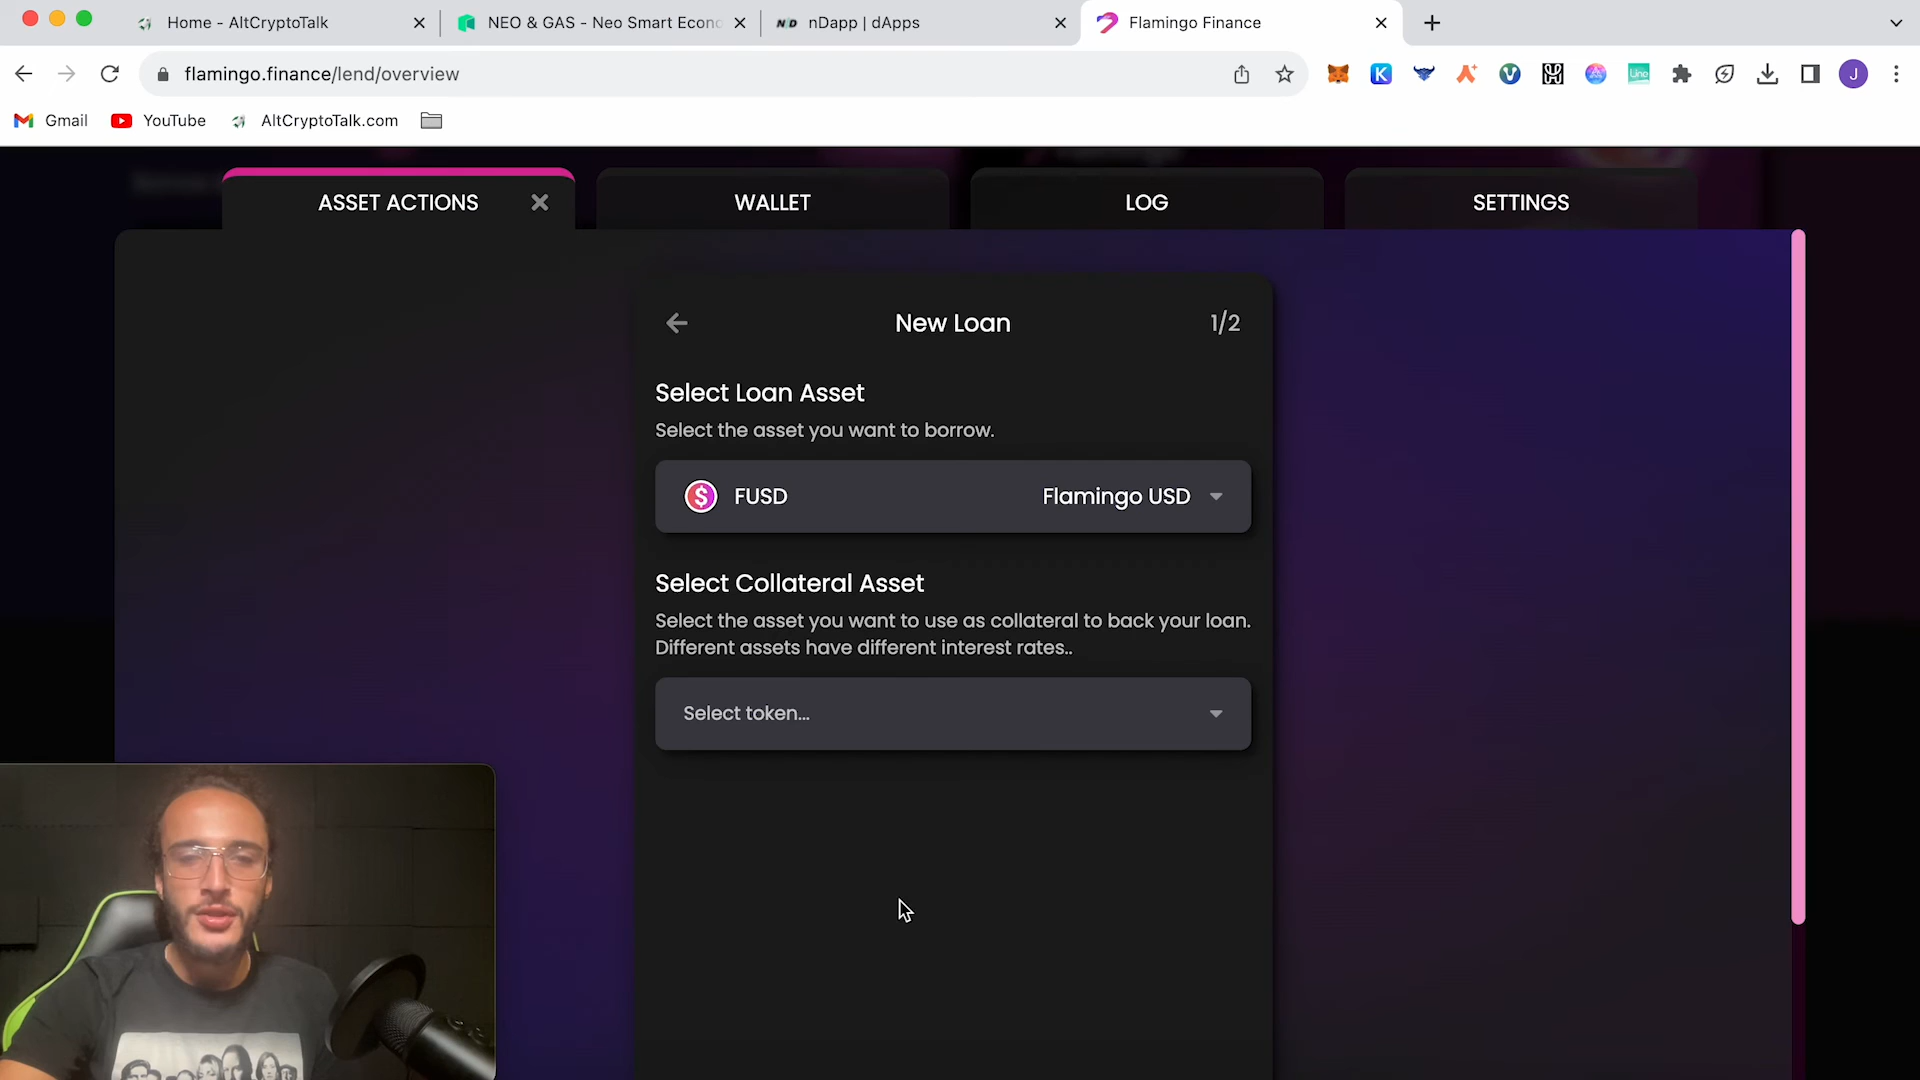 Home - AltCryptoTalk
NEO & GAS - Neo Smart Econo
nDapp | dApps
Flamingo Finance
flamingo.finance/lend/overview
Gmail
YouTube
AltCryptoTalk.com
ASSET ACTIONS
WALLET
LOG
SETTINGS
New Loan
1/2
Select Loan Asset
Select the asset you want to borrow.
FUSD
Flamingo USD
Select Collateral Asset
Select the asset you want to use as collateral to back your loan.
Different assets have different interest rates..
Select token...